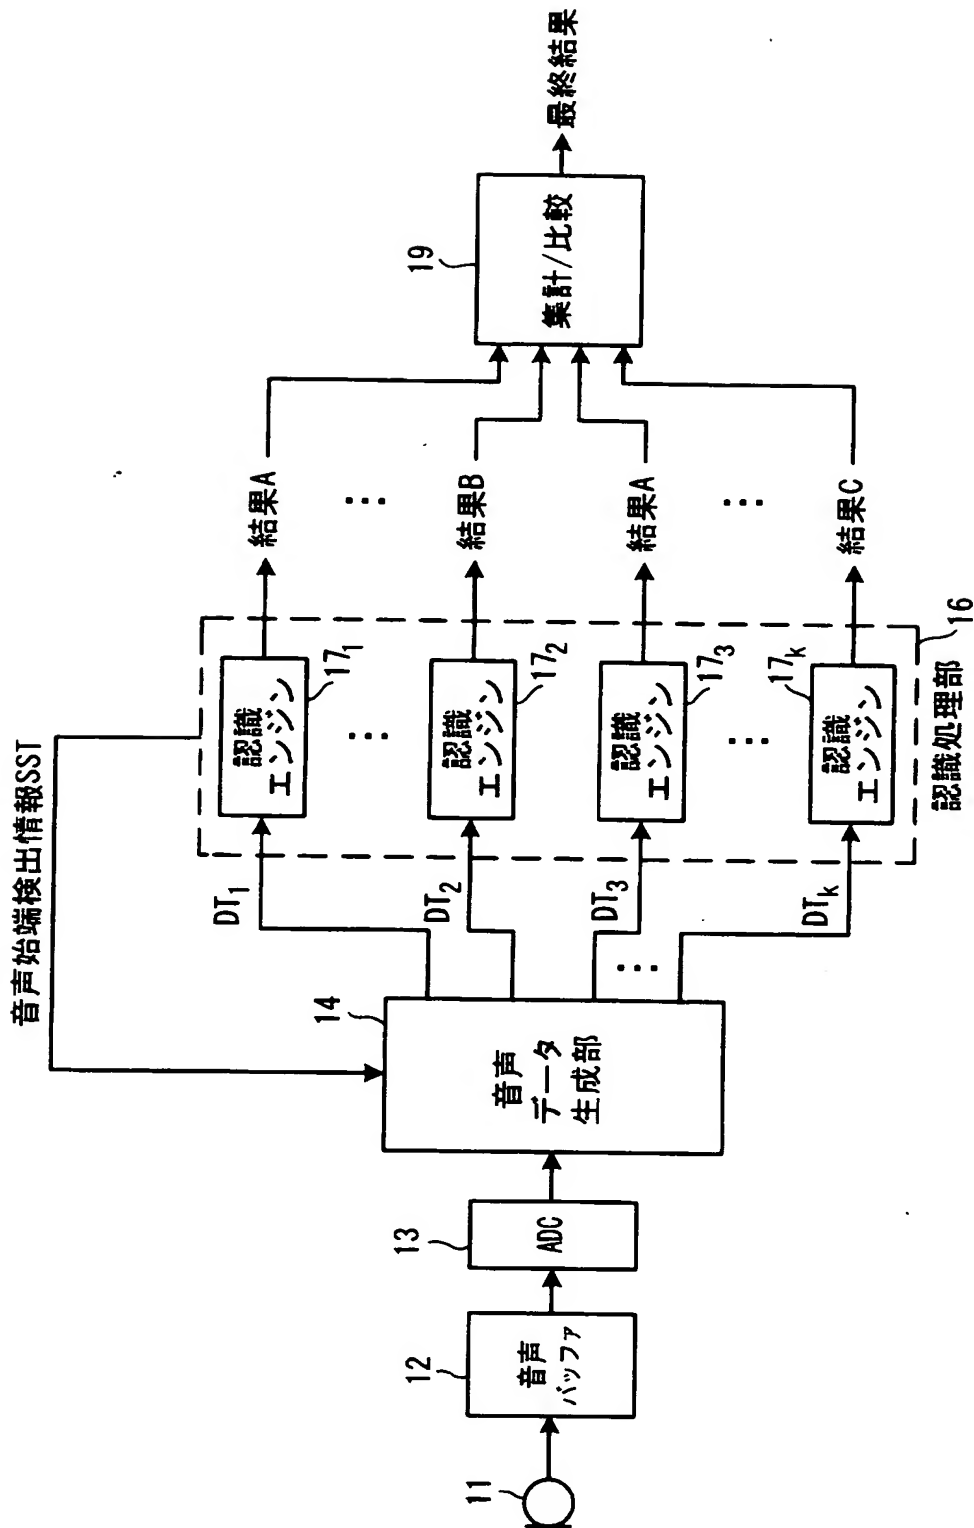 音声始端検出情報SST
11
12
音声
バッファ
13
ADC
14
音声
データ
生成部
DT1
DT2
DT3
…
DTk
認識
エンジン
171
…
認識
エンジン
172
認識
エンジン
173
…
認識
エンジン
17k
認識処理部
16
結果A
…
結果B
結果A
…
結果C
19
集計/比較
最終結果